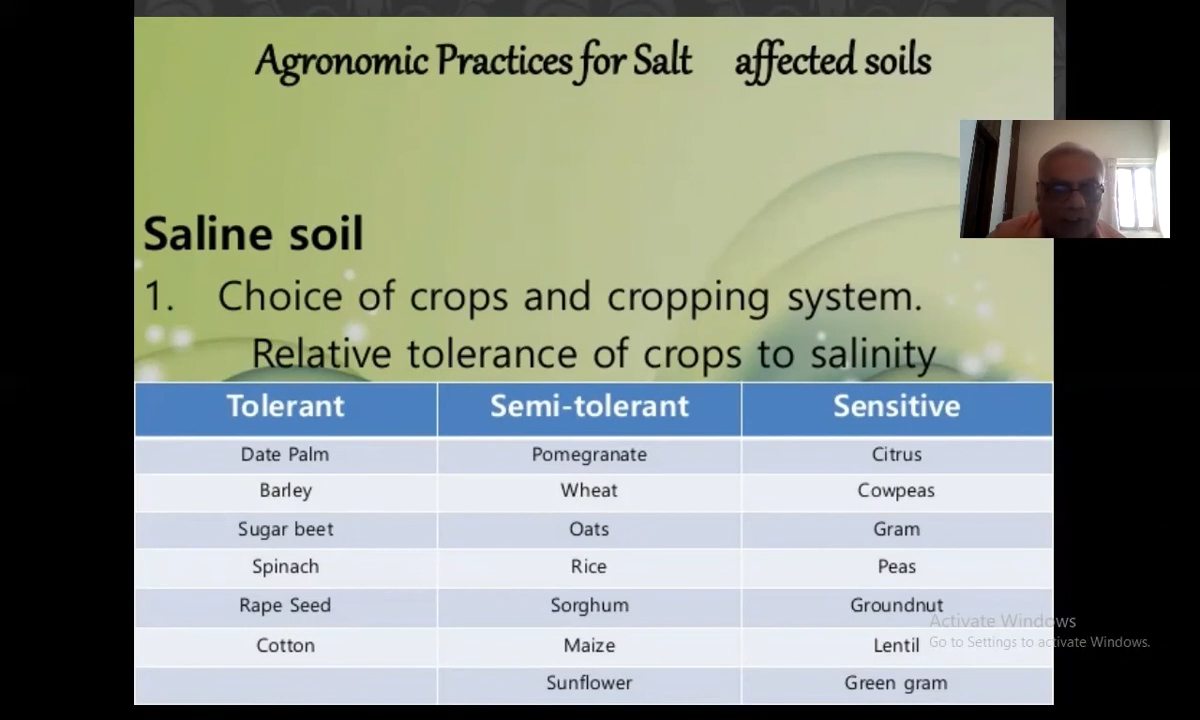 Agronomic Practices for Salt affected soils
Saline soil
1. Choice of crops and cropping system.
Relative tolerance of crops to salinity
Tolerant Semi-tolerant Sensitive
Date Palm Pomegranate Citrus
Barley Wheat Cowpeas
Sugar beet Oats Gram
Spinach Rice Peas
Rape Seed Sorghum Groundnut
Cotton Maize Lentil
Sunflower Green gram
Activate Windows
Go to Settings to activate Windows.